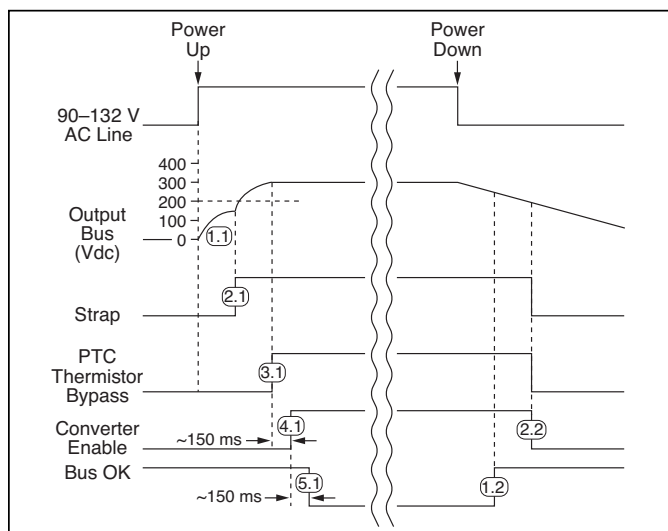 Power
Up
Power
Down
90–132 V
AC Line
400
300
200
100
0
Output
Bus
(Vdc)
1.1
2.1
Strap
PTC
Thermistor
Bypass
3.1
Converter
Enable
4.1
2.2
~150 ms
Bus OK
5.1
1.2
~150 ms